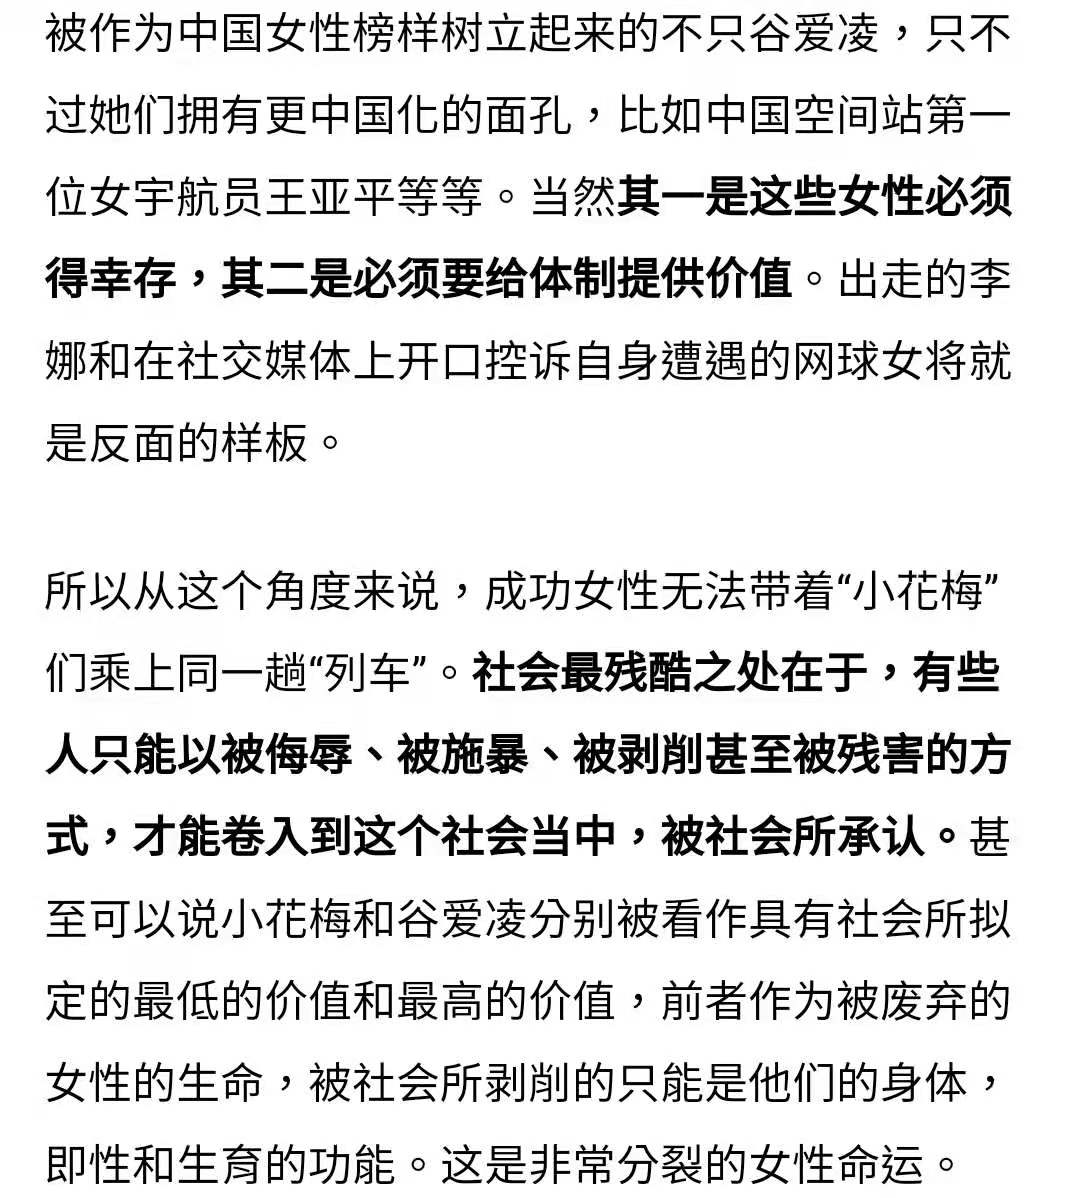 被作为中国女性榜样树立起来的不只谷爱凌，只不
过她们拥有更中国化的面孔，比如中国空间站第一
位女宇航员王亚平等等。当然其一是这些女性必须
得幸存，其二是必须要给体制提供价值。出走的李
娜和在社交媒体上开口控诉自身遭遇的网球女将就
是反面的样板。
所以从这个角度来说，成功女性无法带着“小花梅”
们乘上同一趟“列车”。社会最残酷之处在于，有些
人只能以被侮辱、被施暴、被剥削甚至被残害的方
式，才能卷入到这个社会当中，被社会所承认。甚
至可以说小花梅和谷爱凌分别被看作具有社会所拟
定的最低的价值和最高的价值，前者作为被废弃的
女性的生命，被社会所剥削的只能是他们的身体，
即性和生育的功能。这是非常分裂的女性命运。